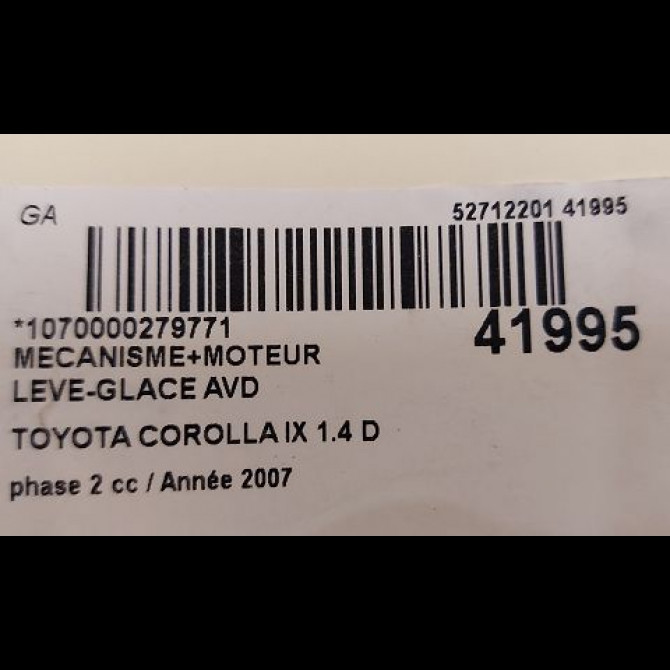 GA
52712201 41995
*1070000279771
41995
MECANISME+MOTEUR
LEVE-GLACE AVD
TOYOTA COROLLA IX 1.4 D
phase 2 cc / Année 2007